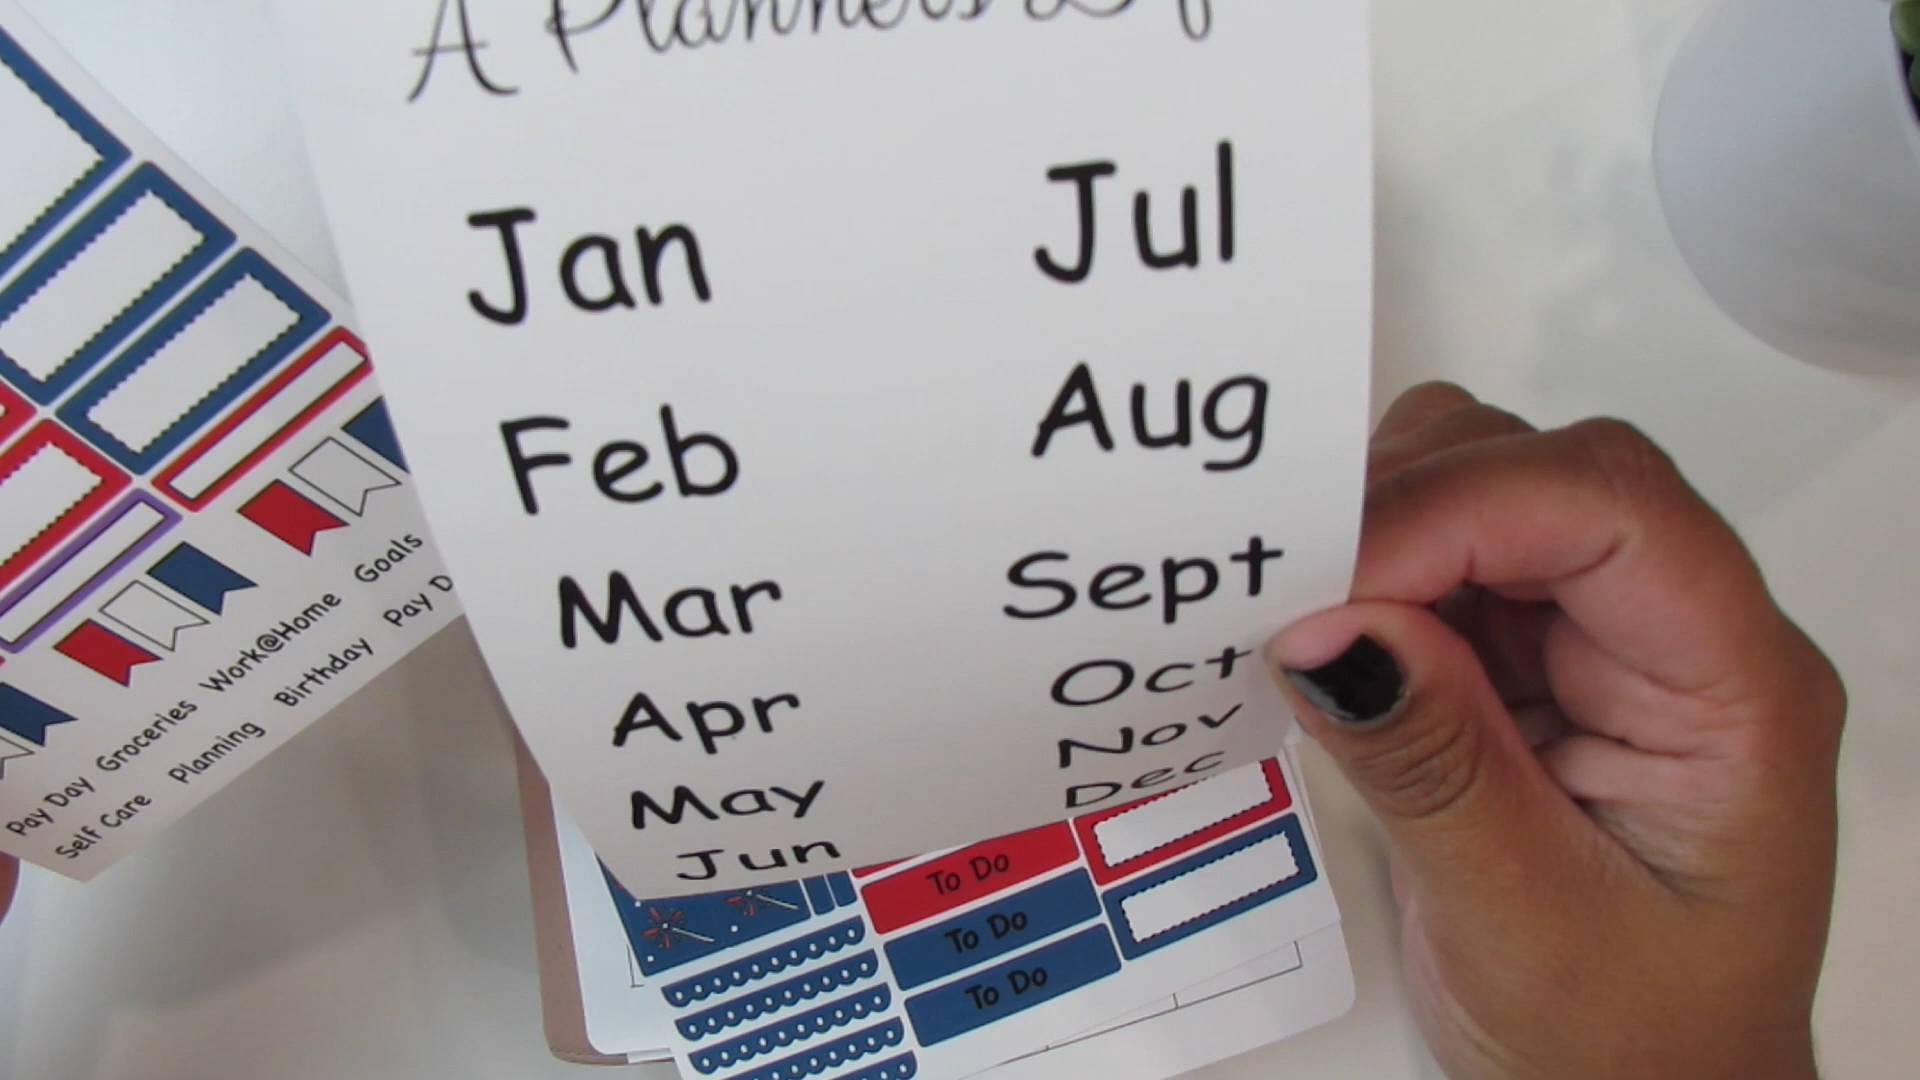 A Planners
Jan
Feb
Mar
Apr
May
Jun
Jul
Aug
Sept
Oct
Nov
Dec
Pay Day Groceries Work@Home Goals
Self Care Planning Birthday Pay D
To Do
To Do
To Do